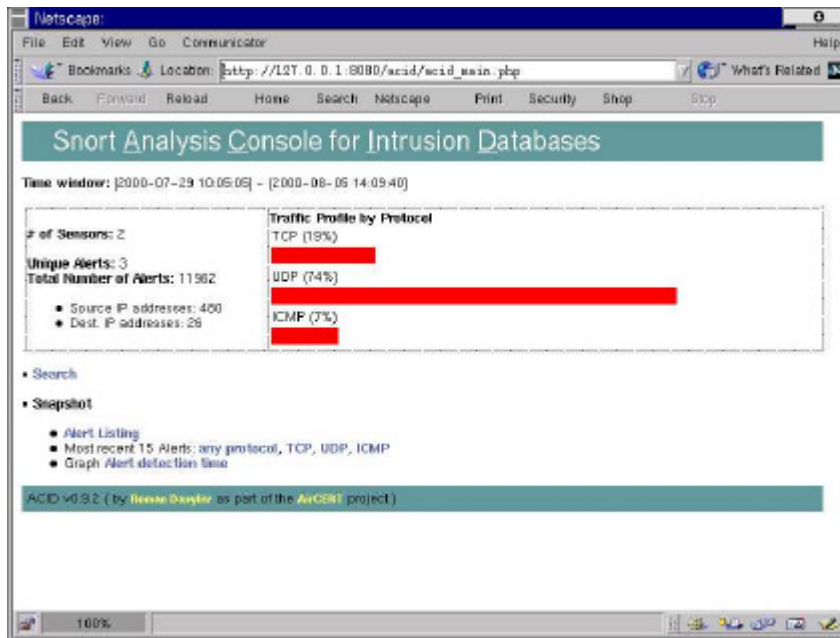 Netscape:
File Edit View Go Communicator Help
Bookmarks Location: http://127.0.0.1:8080/acid/acid_main.php What's Related
Back Forward Reload Home Search Netscape Print Security Shop Stop
Snort Analysis Console for Intrusion Databases
Time window: [2000-07-29 10:05:05] - [2000-08-05 14:09:40]
# of Sensors: 2
Unique Alerts: 3
Total Number of Alerts: 11962
• Source IP addresses: 480
• Dest. IP addresses: 26
Traffic Profile by Protocol
TCP (19%)
UDP (74%)
ICMP (7%)
• Search
• Snapshot
• Alert Listing
• Most recent 15 Alerts: any protocol, TCP, UDP, ICMP
• Graph Alert detection time
ACID v0.9.2 ( by Roman as part of the AirCERT project )
100%